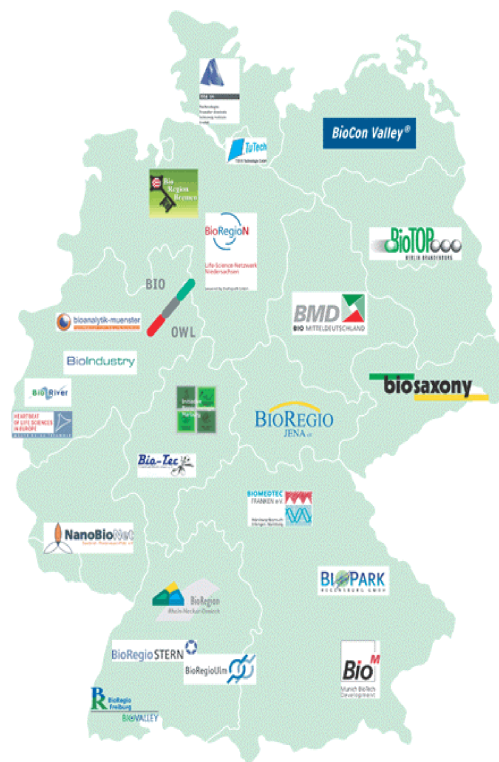 BioCon Valley®
TuTech
Bio
Region
Bremen
BioRegioN
Life-Science-Netzwerk
Niedersachsen
BioTOP
BERLIN-BRANDENBURG
BIO
OWL
BMD
BIO MITTELDEUTSCHLAND
bioanalytik-muenster
BioIndustry
biosaxony
Bio River
HEARTBEAT
OF LIFE SCIENCES
IN EUROPE
BIOREGIO
JENA e.V.
Bio-Tec
BIOMEDTEC
FRANKEN e.V.
NanoBioNet
BIOPARK
REGENSBURG GMBH
BioRegion
Rhein-Neckar-Dreieck
BioRegioSTERN
BioRegioUlm
BioM
Munich BioTech
Development
BioRegio
Freiburg
BIOVALLEY